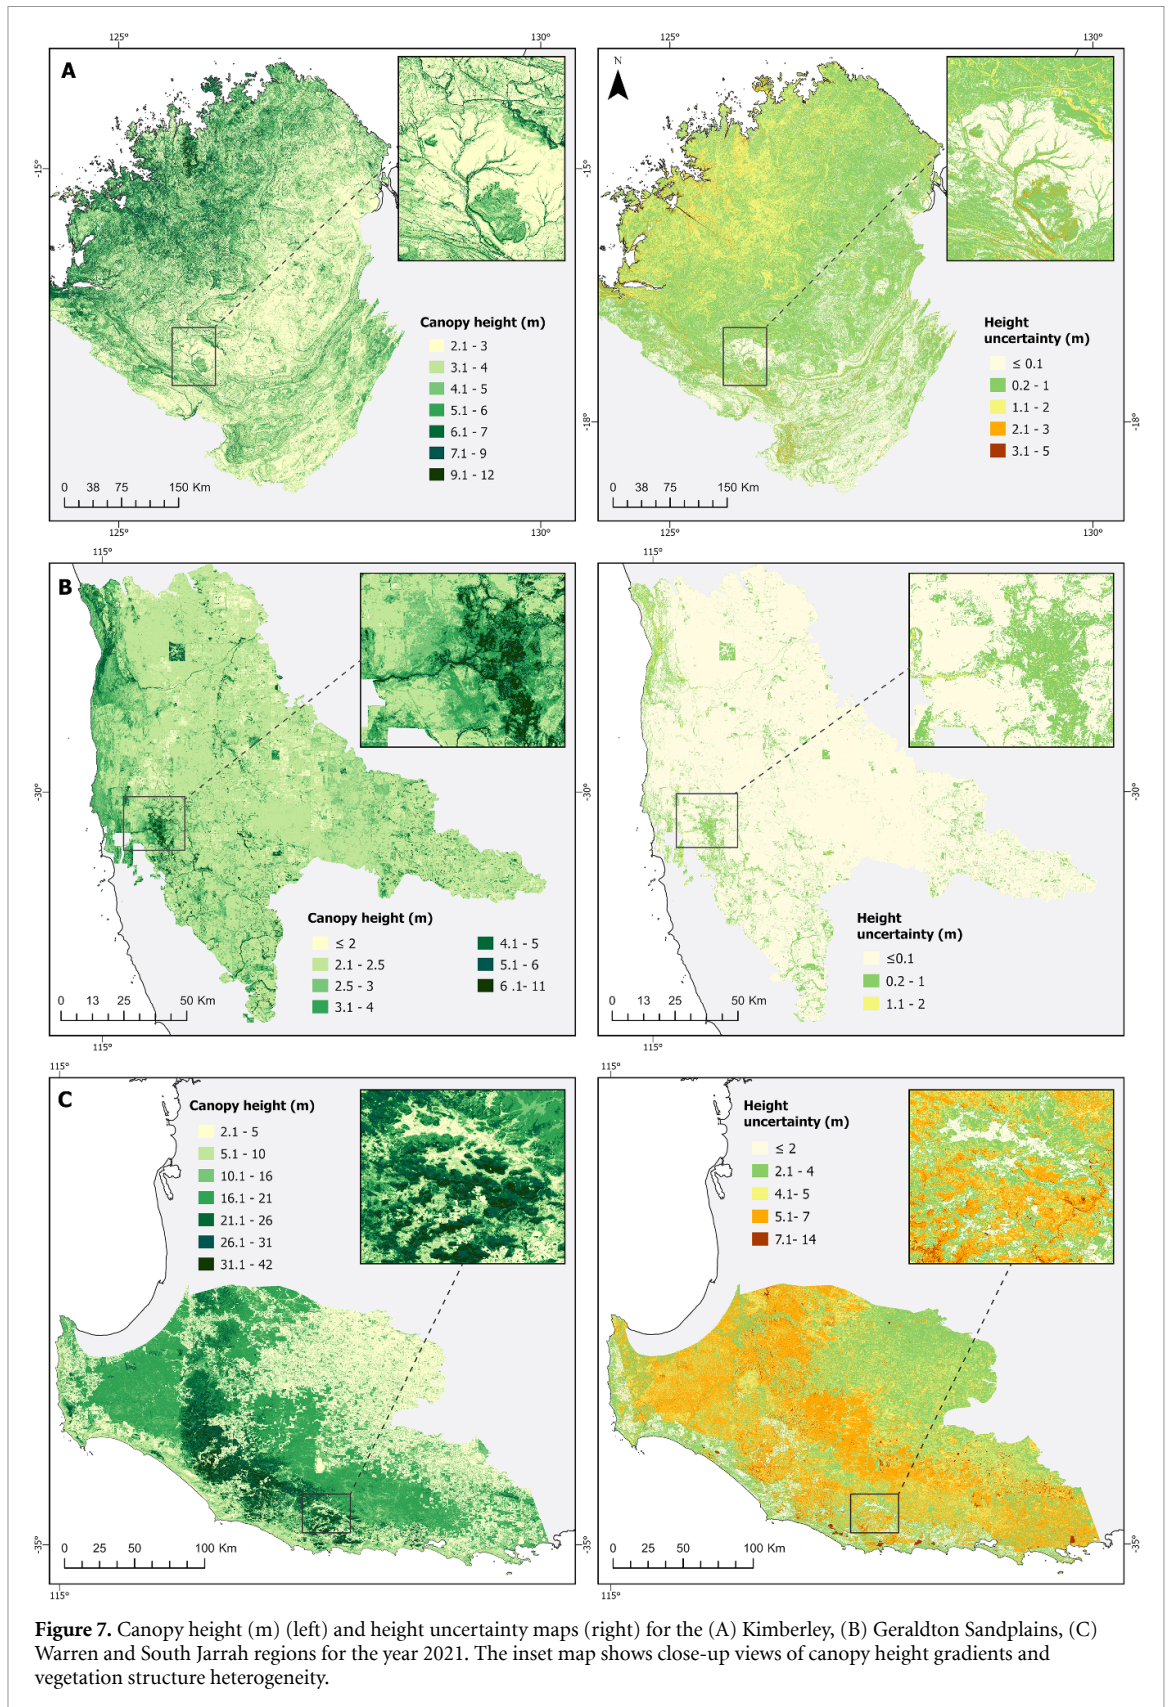 125°
130°
125°
130°
A
N
-15°
-15°
Canopy height (m)
2.1 - 3
3.1 - 4
4.1 - 5
5.1 - 6
6.1 - 7
7.1 - 9
9.1 - 12
Height
uncertainty (m)
≤ 0.1
0.2 - 1
1.1 - 2
2.1 - 3
3.1 - 5
-18°
-18°
0 38 75 150 Km
0 38 75 150 Km
125°
130°
125°
130°
115°
115°
B
-30°
-30°
-30°
Canopy height (m)
≤ 2
2.1 - 2.5
2.5 - 3
3.1 - 4
4.1 - 5
5.1 - 6
6 .1- 11
Height
uncertainty (m)
≤0.1
0.2 - 1
1.1 - 2
0 13 25 50 Km
0 13 25 50 Km
115°
115°
115°
115°
C
Canopy height (m)
2.1 - 5
5.1 - 10
10.1 - 16
16.1 - 21
21.1 - 26
26.1 - 31
31.1 - 42
Height
uncertainty (m)
≤ 2
2.1 - 4
4.1- 5
5.1- 7
7.1- 14
-35°
-35°
0 25 50 100 Km
0 25 50 100 Km
115°
115°
Figure 7. Canopy height (m) (left) and height uncertainty maps (right) for the (A) Kimberley, (B) Geraldton Sandplains, (C)
Warren and South Jarrah regions for the year 2021. The inset map shows close-up views of canopy height gradients and
vegetation structure heterogeneity.